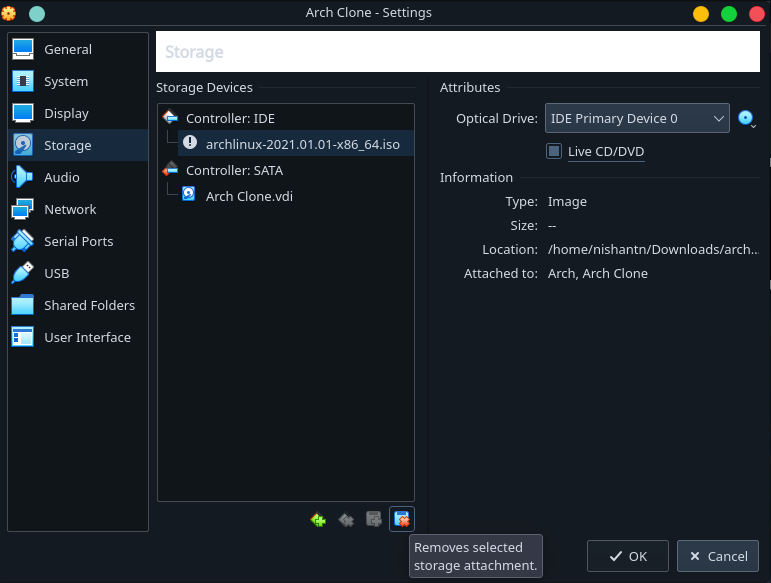 Arch Clone - Settings
General
System
Display
Storage
Audio
Network
Serial Ports
USB
Shared Folders
User Interface
Storage
Storage Devices
Controller: IDE
archlinux-2021.01.01-x86_64.iso
Controller: SATA
Arch Clone.vdi
Attributes
Optical Drive: IDE Primary Device 0
Live CD/DVD
Information
Type: Image
Size: --
Location: /home/nishantn/Downloads/arch...
Attached to: Arch, Arch Clone
Removes selected
storage attachment.
OK
Cancel